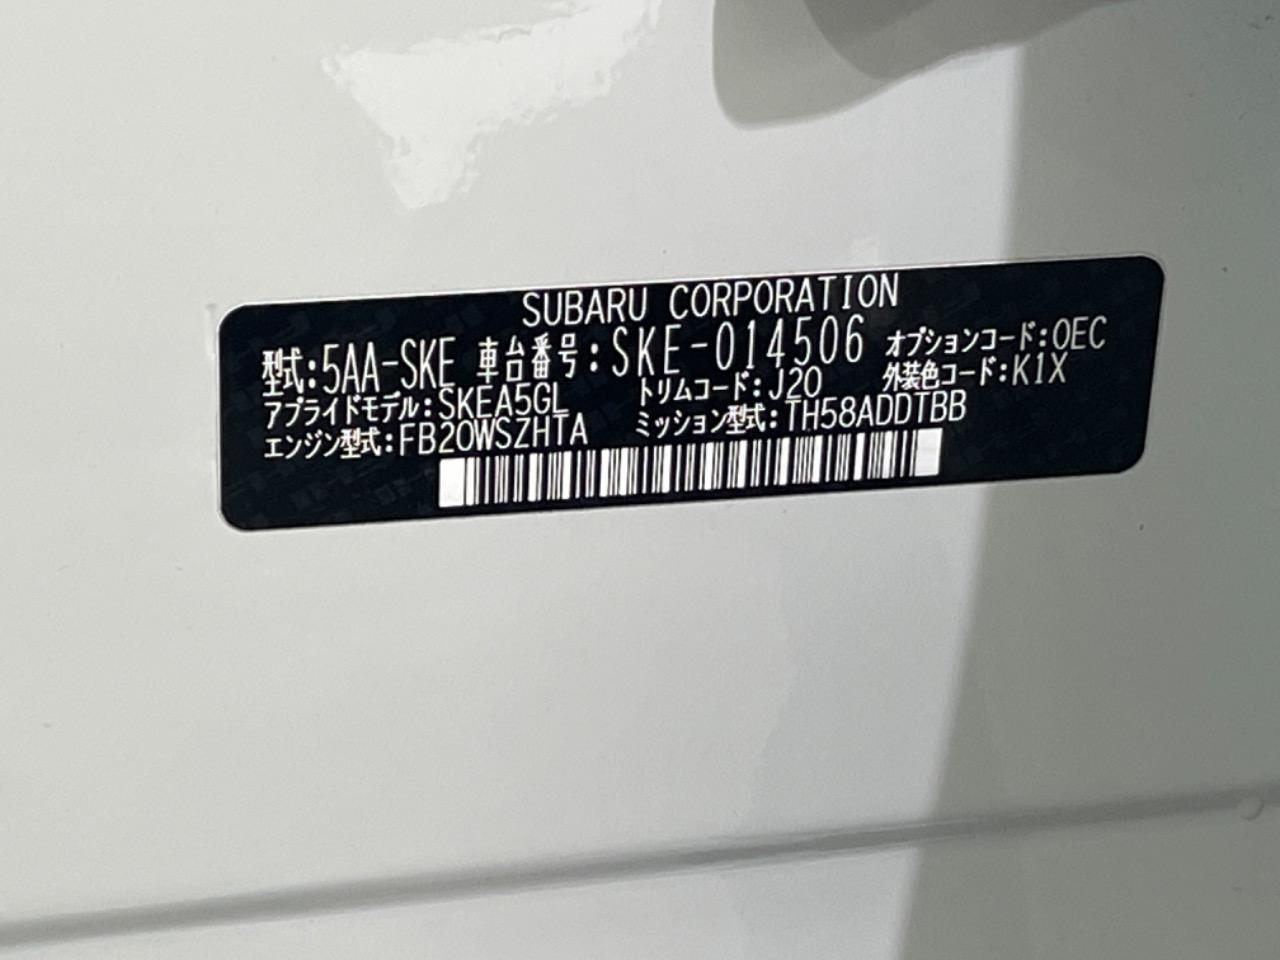 SUBARU CORPORATION
型式:5AA-SKE 車台番号:SKE-014506 オプションコード:OEC
アプライドモデル:SKEA5GL トリムコード:J20 外装色コード:K1X
エンジン型式:FB20WSZHTA ミッション型式:TH58ADDTBB